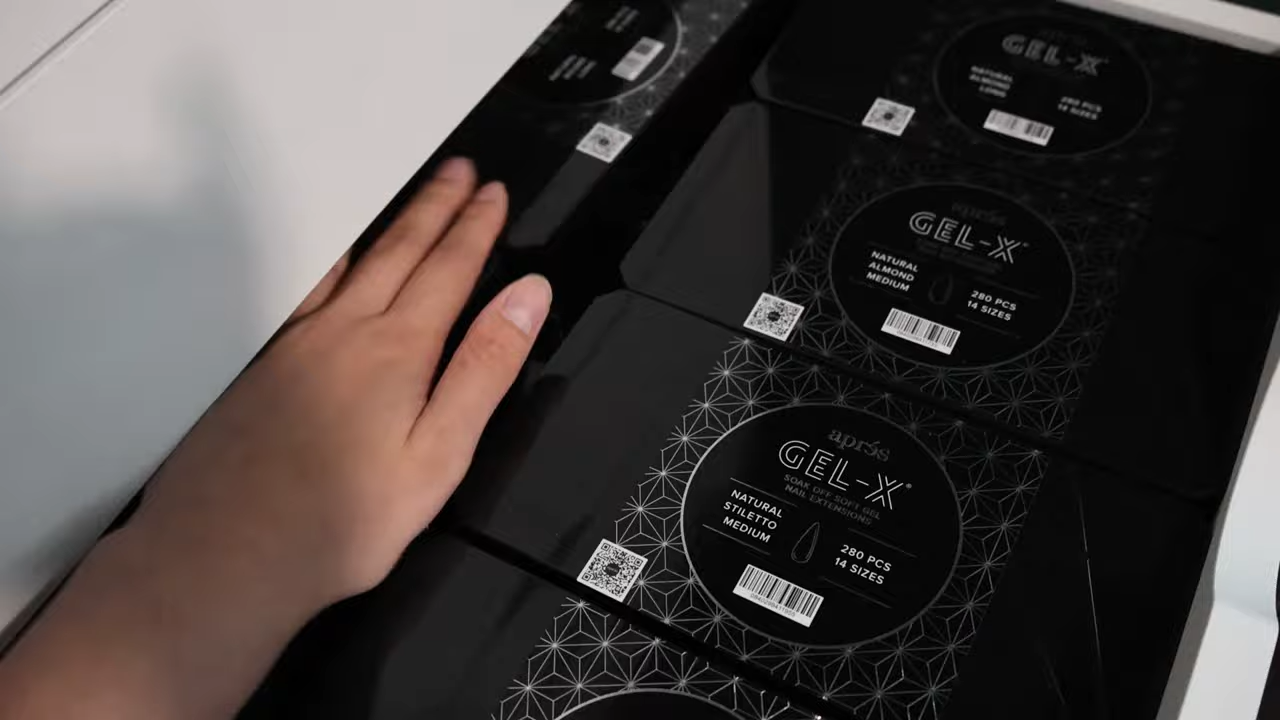 GEL-X
NATURAL
ALMOND
LONG
280 PCS
14 SIZES
après
GEL-X®
NATURAL
ALMOND
MEDIUM
280 PCS
14 SIZES
aprés
GEL-X®
SOAK OFF SOFT GEL
NAIL EXTENSIONS
NATURAL
STILETTO
MEDIUM
280 PCS
14 SIZES